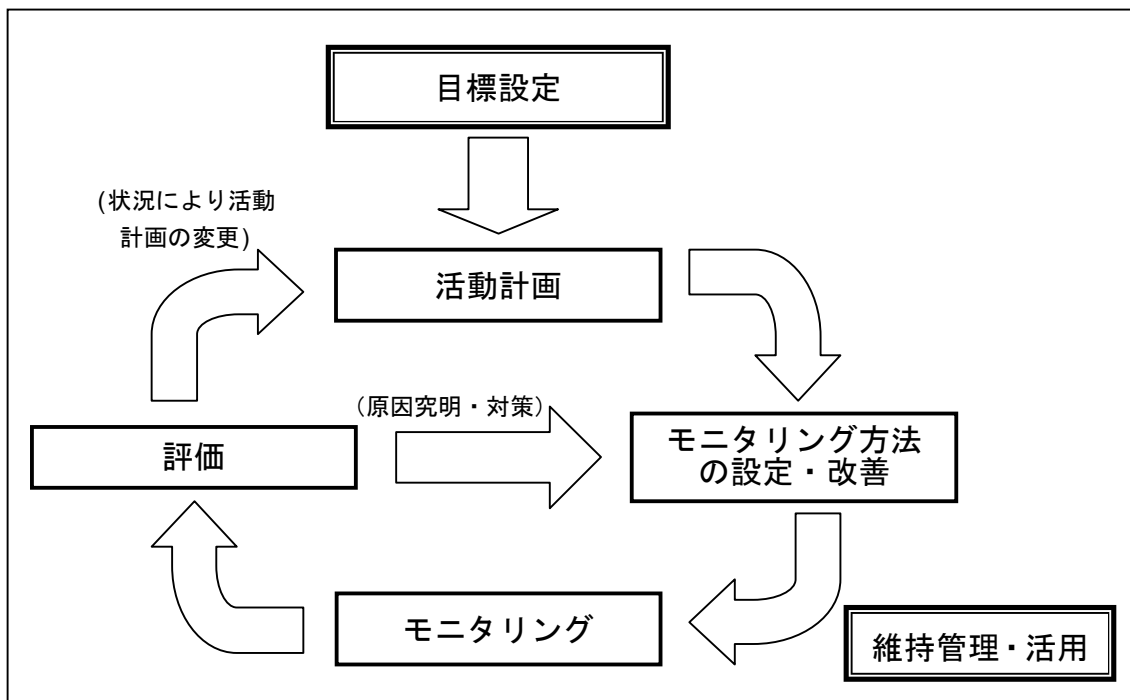 目標設定
(状況により活動
計画の変更)
活動計画
(原因究明・対策)
評価
モニタリング方法
の設定・改善
モニタリング
維持管理・活用